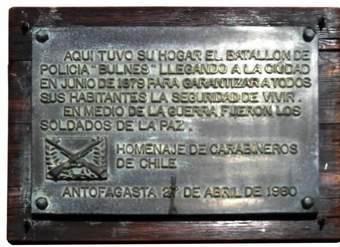 AQUI TUVO SU HOGAR EL BATALLON DE
POLICIA "BULNES" LLEGANDO A LA CIUDAD
EN JUNIO DE 1879 PARA GARANTIZAR A TODOS
SUS HABITANTES LA SEGURIDAD DE VIVIR.
EN MEDIO DE LA GUERRA FUERON LOS
SOLDADOS DE LA PAZ.
HOMENAJE DE CARABINEROS
DE CHILE
ANTOFAGASTA 27 DE ABRIL DE 1980